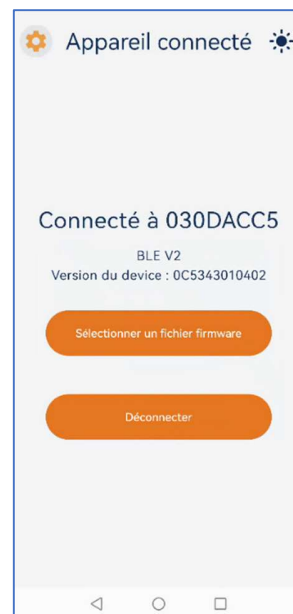 Appareil connecté
Connecté à 030DACC5
BLE V2
Version du device : 0C5343010402
Sélectionner un fichier firmware
Déconnecter